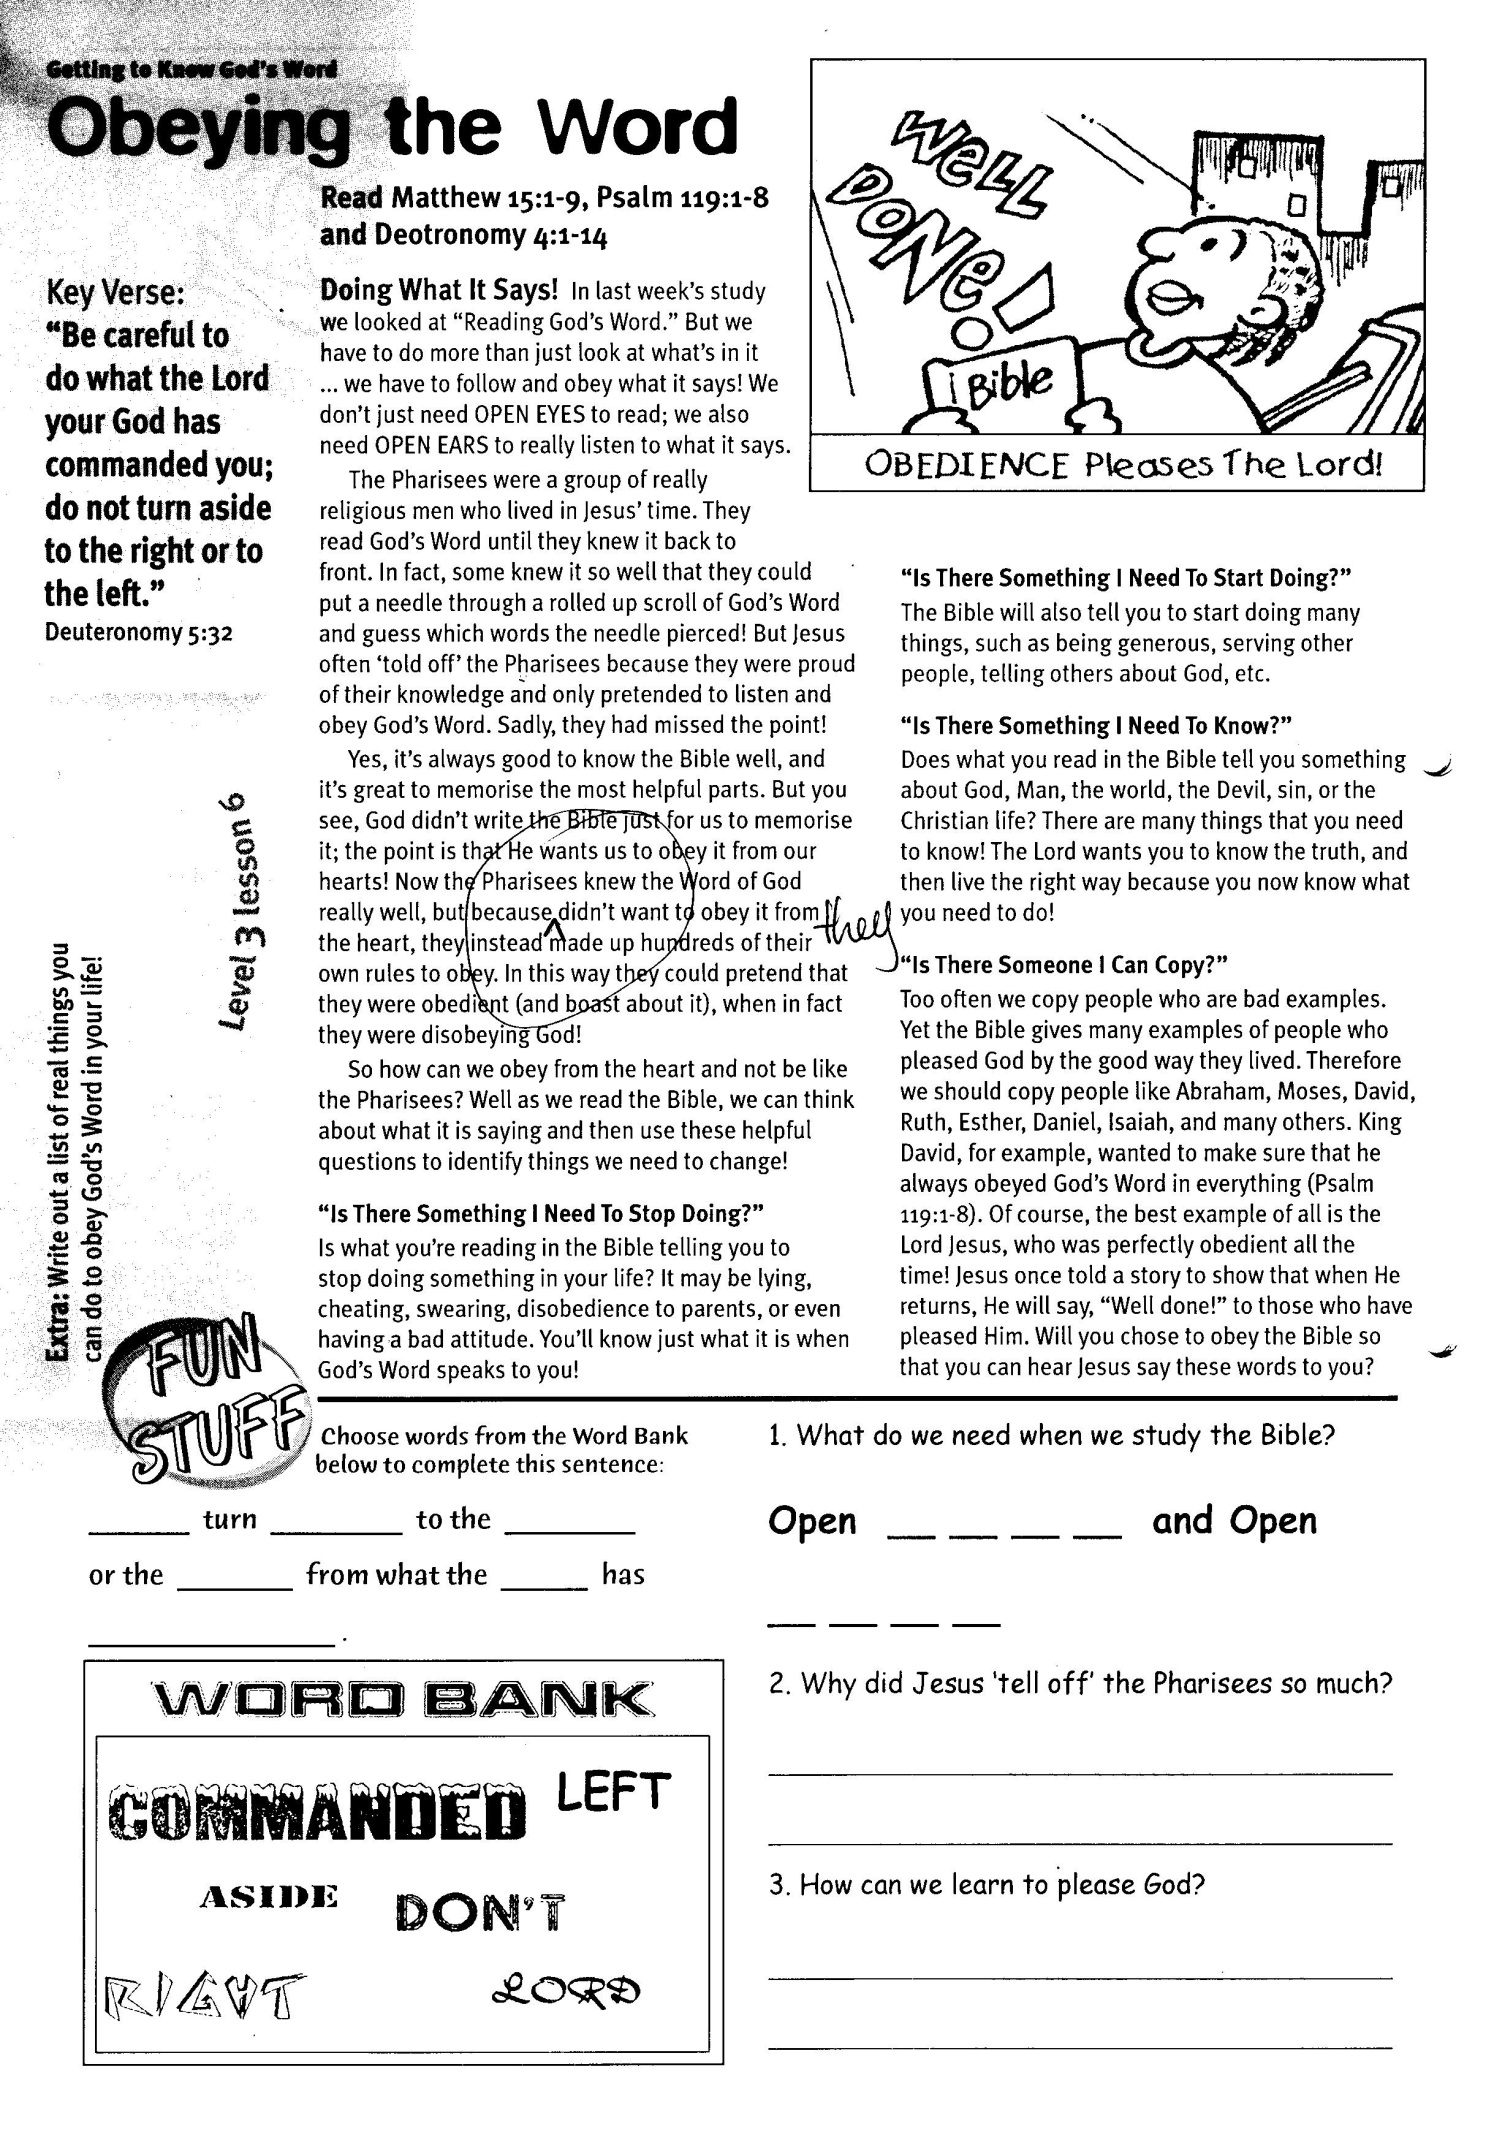 Getting to Know God's Word
Obeying the Word
Read Matthew 15:1-9, Psalm 119:1-8
and Deotronomy 4:1-14
Key Verse:
“Be careful to
do what the Lord
your God has
commanded you;
do not turn aside
to the right or to
the left.”
Deuteronomy 5:32
Level 3 lesson 6
Extra: Write out a list of real things you
can do to obey God's Word in your life!
Doing What It Says! In last week's study
we looked at “Reading God's Word.” But we
have to do more than just look at what's in it
... we have to follow and obey what it says! We
don't just need OPEN EYES to read; we also
need OPEN EARS to really listen to what it says.
The Pharisees were a group of really
religious men who lived in Jesus' time. They
read God's Word until they knew it back to
front. In fact, some knew it so well that they could
put a needle through a rolled up scroll of God's Word
and guess which words the needle pierced! But Jesus
often ‘told off’ the Pharisees because they were proud
of their knowledge and only pretended to listen and
obey God's Word. Sadly, they had missed the point!
Yes, it's always good to know the Bible well, and
it's great to memorise the most helpful parts. But you
see, God didn't write the Bible just for us to memorise
it; the point is that He wants us to obey it from our
hearts! Now the Pharisees knew the Word of God
really well, but because didn't want to obey it from
they
the heart, they instead made up hundreds of their
own rules to obey. In this way they could pretend that
they were obedient (and boast about it), when in fact
they were disobeying God!
So how can we obey from the heart and not be like
the Pharisees? Well as we read the Bible, we can think
about what it is saying and then use these helpful
questions to identify things we need to change!
“Is There Something I Need To Stop Doing?”
Is what you're reading in the Bible telling you to
stop doing something in your life? It may be lying,
cheating, swearing, disobedience to parents, or even
having a bad attitude. You'll know just what it is when
God's Word speaks to you!
WeLL
DoNe!
Bible
OBEDIENCE Pleases The Lord!
“Is There Something I Need To Start Doing?”
The Bible will also tell you to start doing many
things, such as being generous, serving other
people, telling others about God, etc.
“Is There Something I Need To Know?”
Does what you read in the Bible tell you something
about God, Man, the world, the Devil, sin, or the
Christian life? There are many things that you need
to know! The Lord wants you to know the truth, and
then live the right way because you now know what
you need to do!
“Is There Someone I Can Copy?”
Too often we copy people who are bad examples.
Yet the Bible gives many examples of people who
pleased God by the good way they lived. Therefore
we should copy people like Abraham, Moses, David,
Ruth, Esther, Daniel, Isaiah, and many others. King
David, for example, wanted to make sure that he
always obeyed God's Word in everything (Psalm
119:1-8). Of course, the best example of all is the
Lord Jesus, who was perfectly obedient all the
time! Jesus once told a story to show that when He
returns, He will say, “Well done!” to those who have
pleased Him. Will you chose to obey the Bible so
that you can hear Jesus say these words to you?
FUN
STUFF
Choose words from the Word Bank
below to complete this sentence:
______ turn ________ to the ________
or the _______ from what the _____ has
_______________.
WORD BANK
COMMANDED LEFT
ASIDE DON'T
RIGHT LORD
1. What do we need when we study the Bible?
Open __ __ __ __ and Open
__ __ __ __
2. Why did Jesus 'tell off' the Pharisees so much?
3. How can we learn to please God?